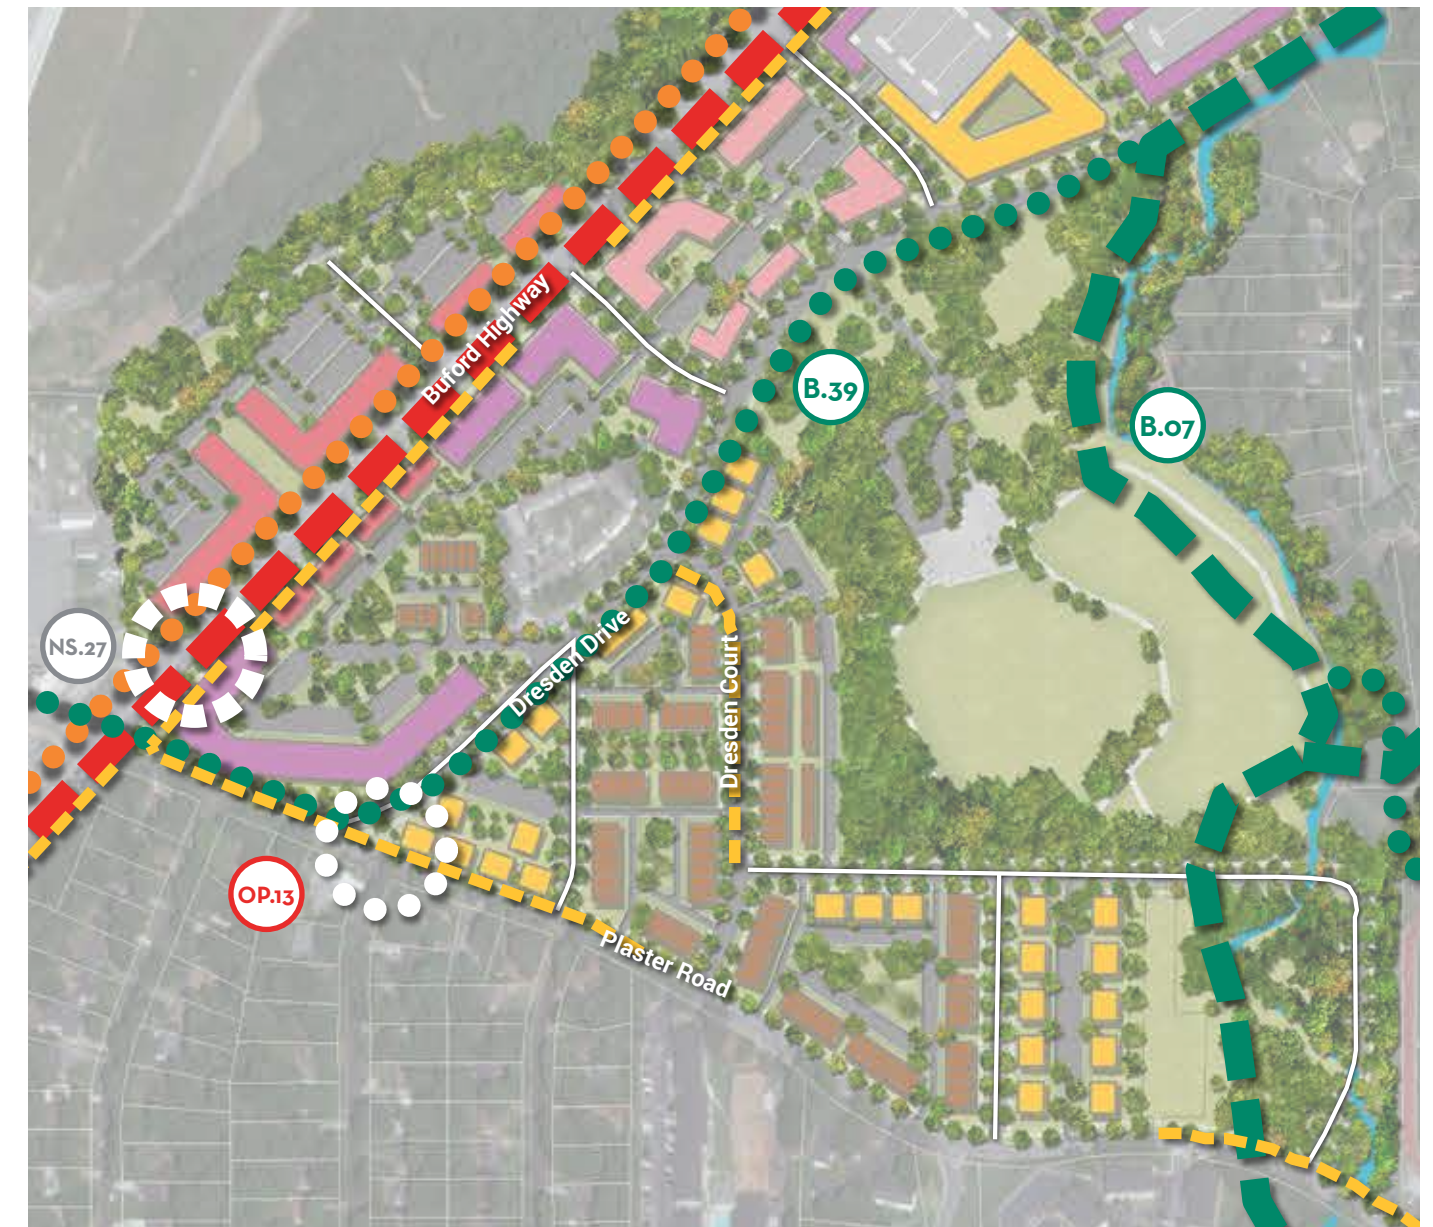 Buford Highway
B.39
B.07
NS.27
Dresden Drive
Dresden Court
OP.13
Plaster Road